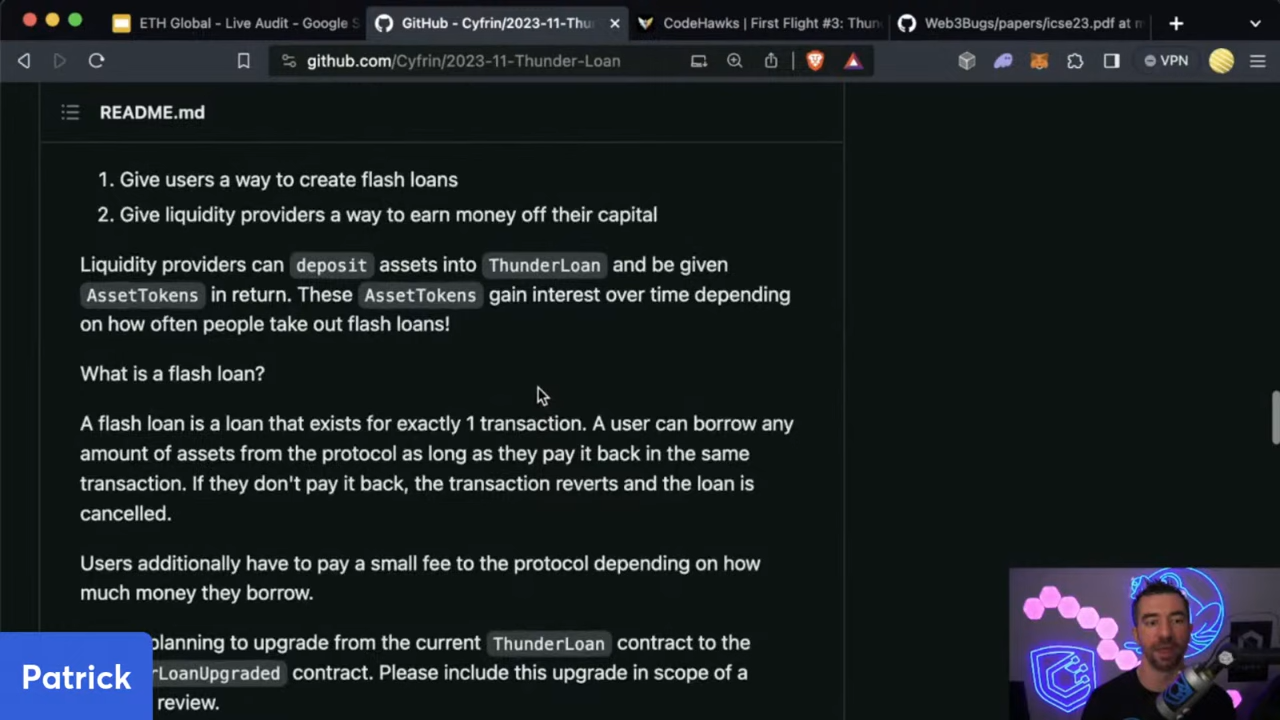 ETH Global - Live Audit - Google S
GitHub - Cyfrin/2023-11-Thu
CodeHawks | First Flight #3: Thun
Web3Bugs/papers/icse23.pdf at m
github.com/Cyfrin/2023-11-Thunder-Loan
VPN
README.md
1. Give users a way to create flash loans
2. Give liquidity providers a way to earn money off their capital
Liquidity providers can deposit assets into ThunderLoan and be given
AssetTokens in return. These AssetTokens gain interest over time depending
on how often people take out flash loans!
What is a flash loan?
A flash loan is a loan that exists for exactly 1 transaction. A user can borrow any
amount of assets from the protocol as long as they pay it back in the same
transaction. If they don't pay it back, the transaction reverts and the loan is
cancelled.
Users additionally have to pay a small fee to the protocol depending on how
much money they borrow.
planning to upgrade from the current ThunderLoan contract to the
rLoanUpgraded contract. Please include this upgrade in scope of a
review.
Patrick